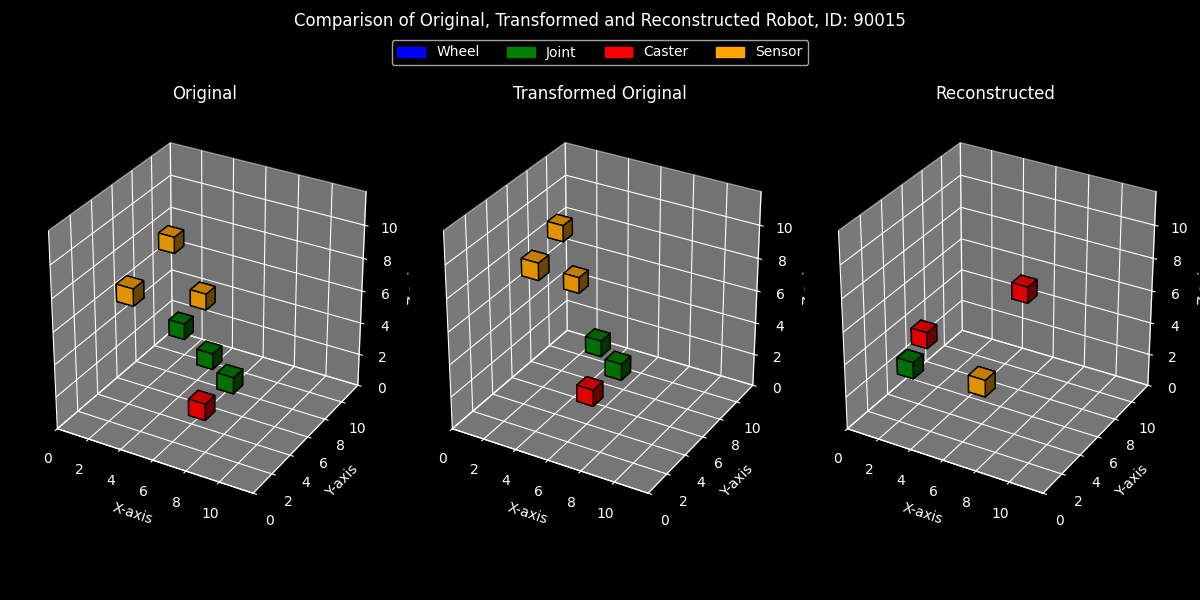 Comparison of Original, Transformed and Reconstructed Robot, ID: 90015
Wheel Joint Caster Sensor
Original Transformed Original Reconstructed
0 2 4 6 8 10
X-axis
0 2 4 6 8 10
Y-axis
0 2 4 6 8 10
0 2 4 6 8 10
X-axis
0 2 4 6 8 10
Y-axis
0 2 4 6 8 10
0 2 4 6 8 10
X-axis
0 2 4 6 8 10
Y-axis
0 2 4 6 8 10